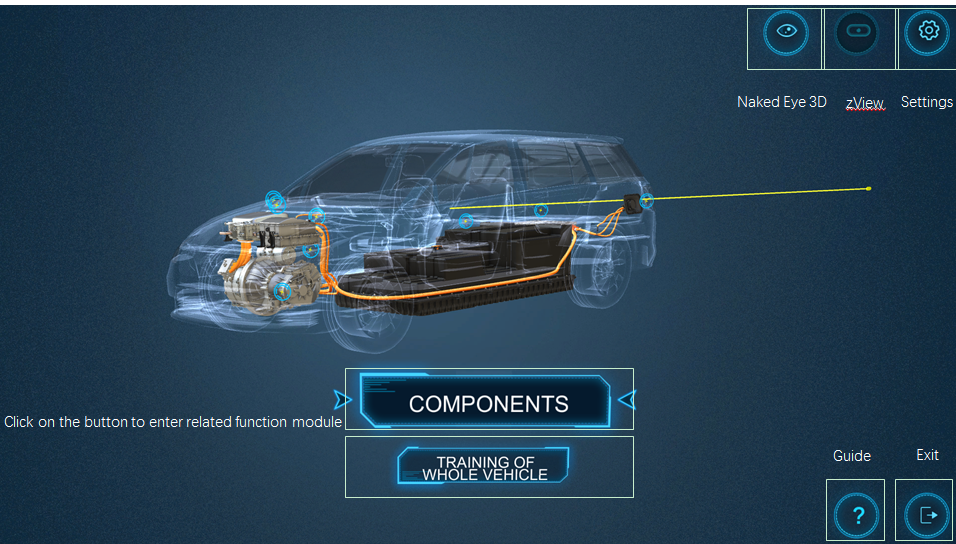 Naked Eye 3D
zView
Settings
COMPONENTS
Click on the button to enter related function module
TRAINING OF
WHOLE VEHICLE
Guide
Exit
?